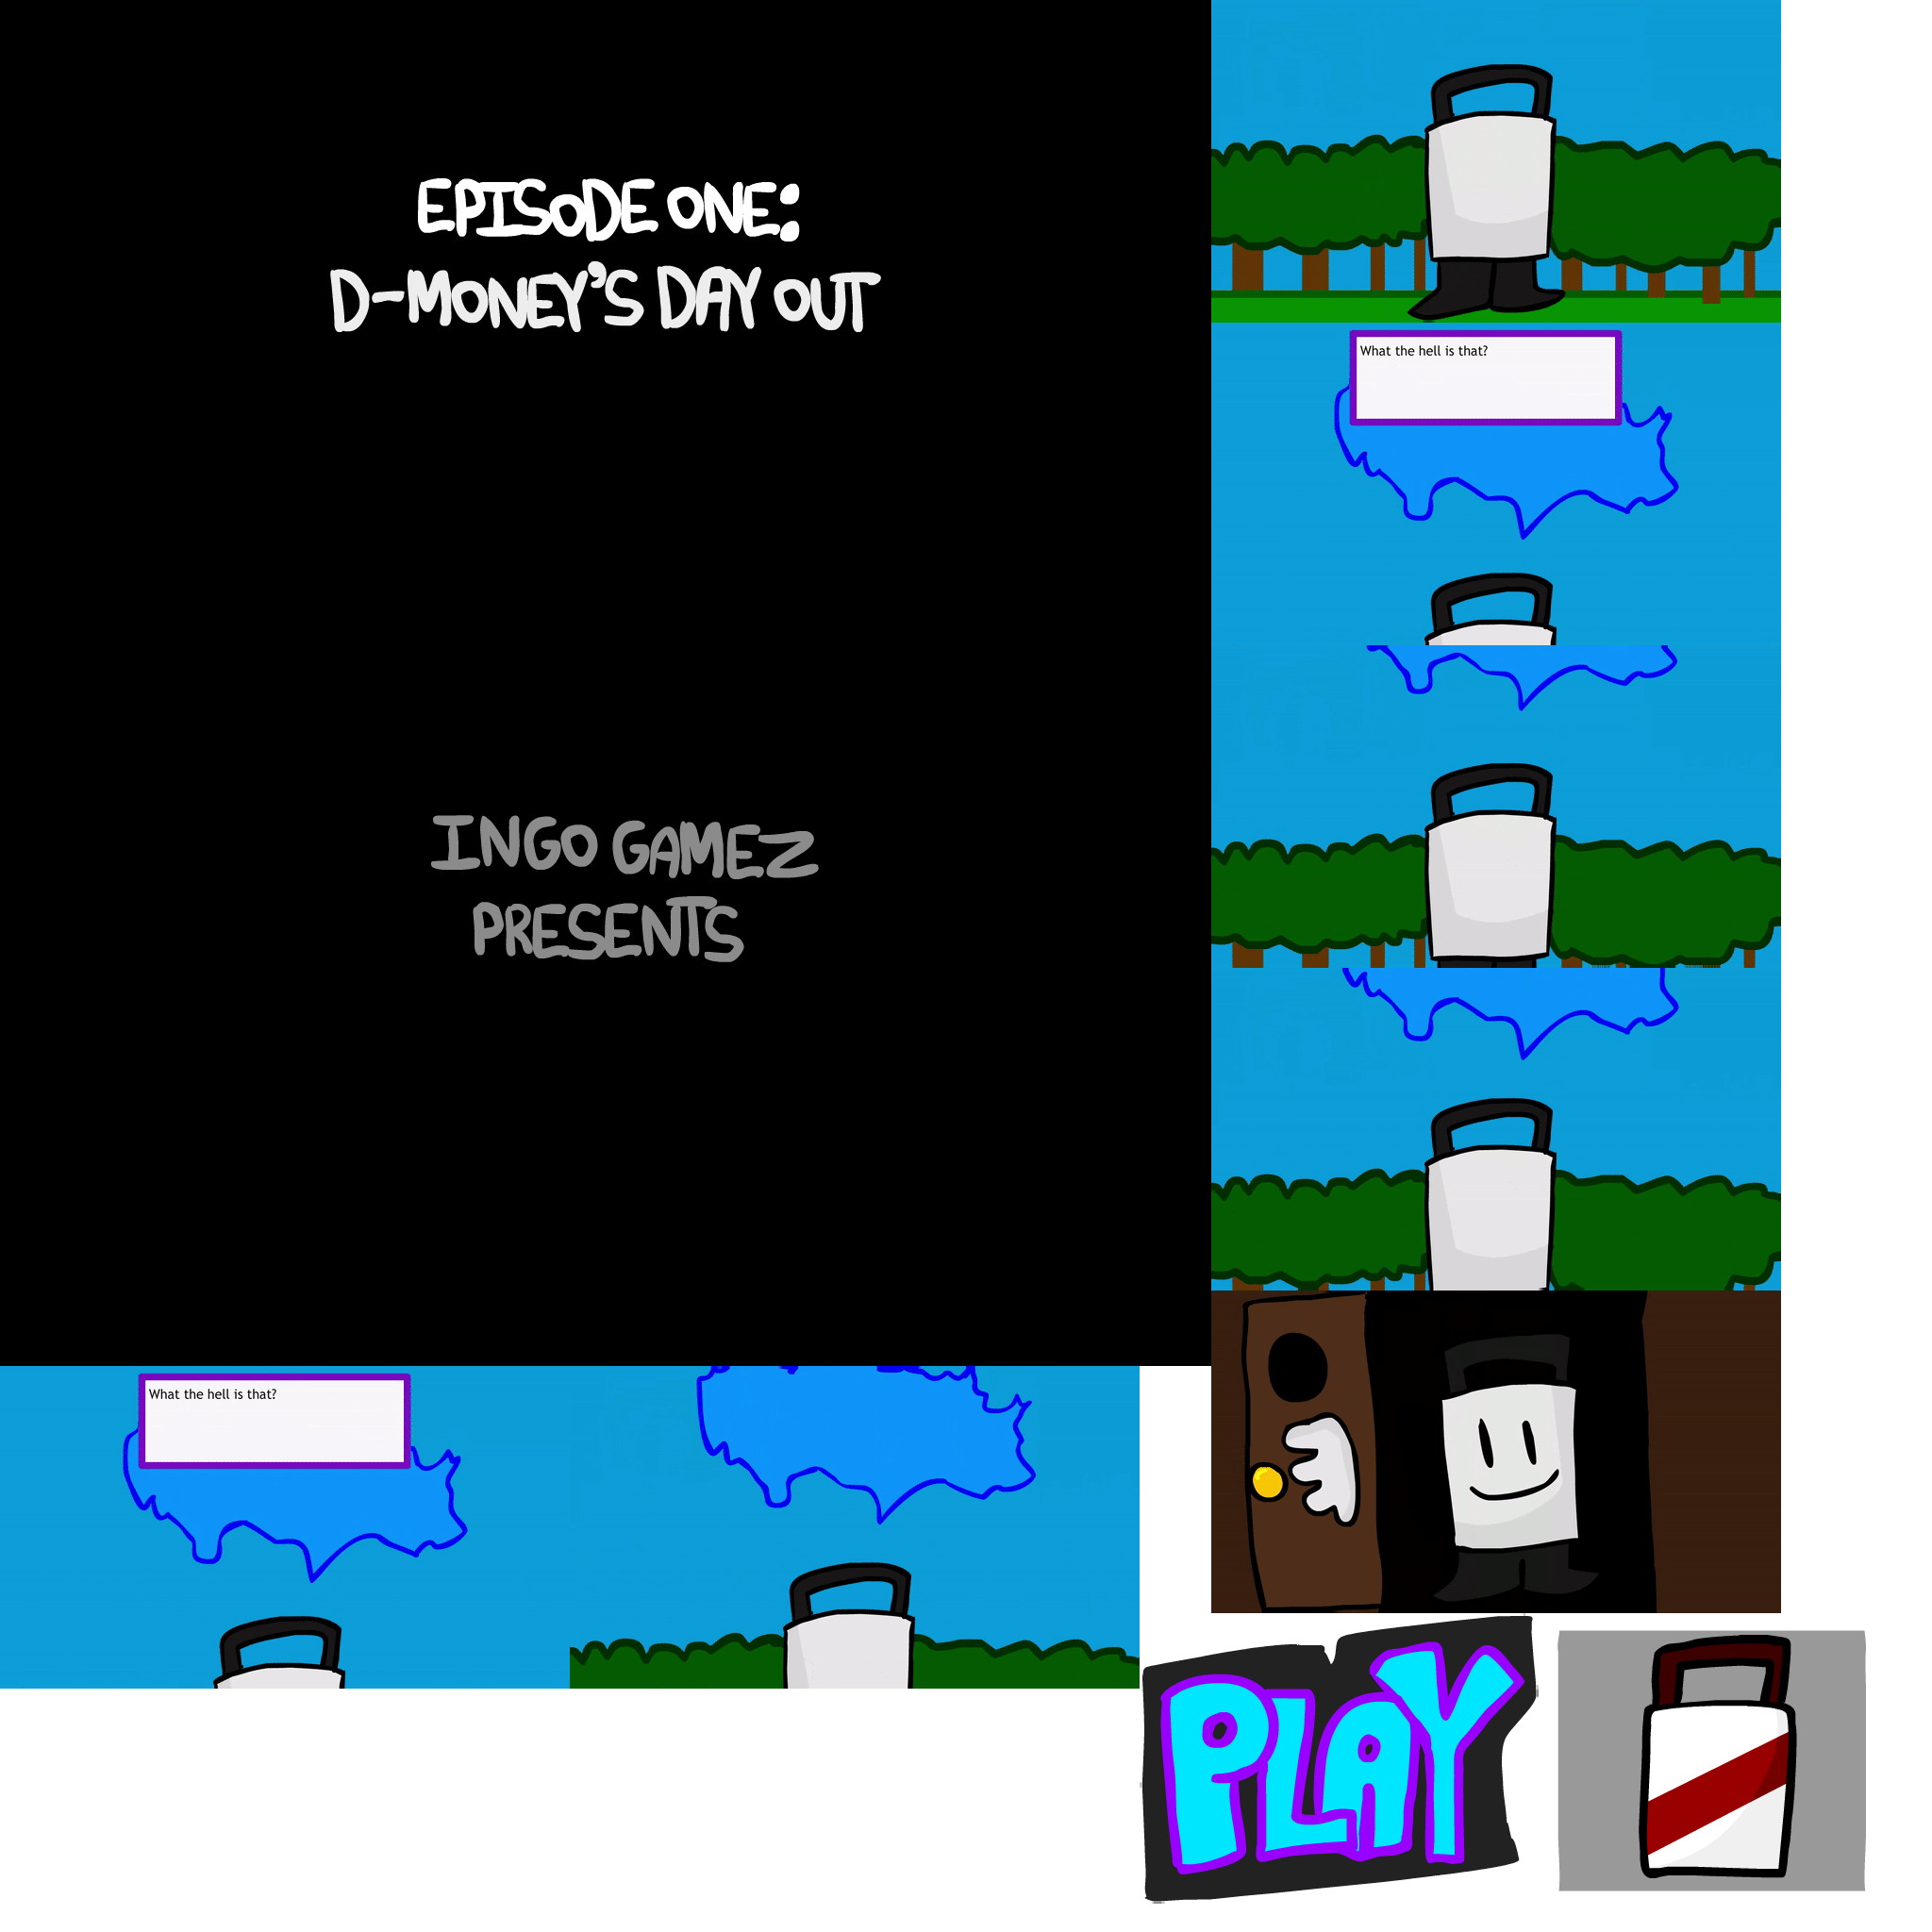 EPISODE ONE:
D-MONEY'S DAY OUT
INGO GAMEZ
PRESENTS
What the hell is that?
What the hell is that?
PLAY